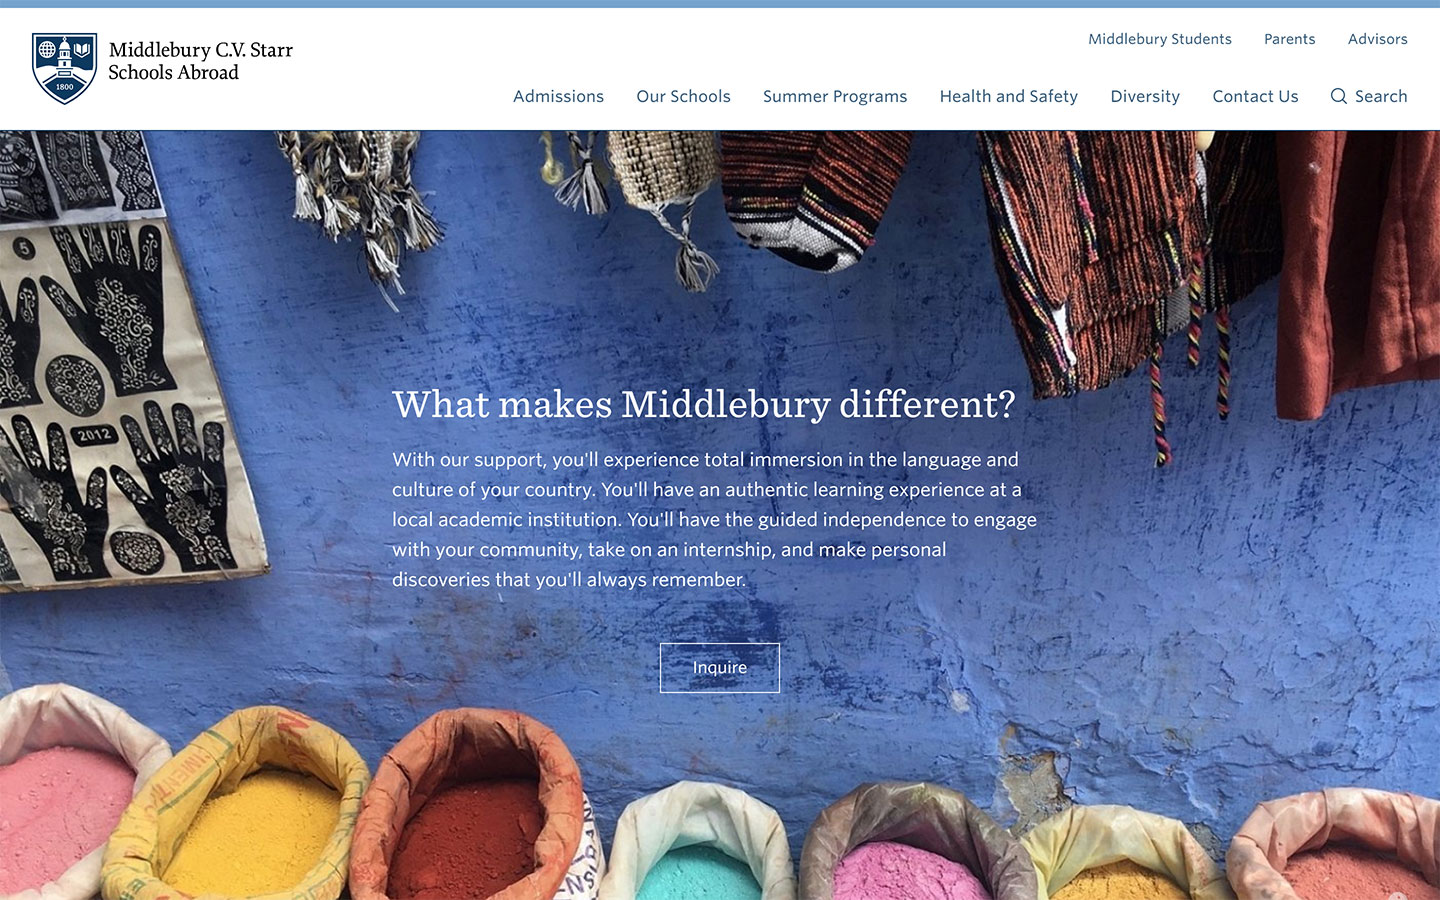 Middlebury C.V. Starr
Schools Abroad
1800
Middlebury Students Parents Advisors
Admissions Our Schools Summer Programs Health and Safety Diversity Contact Us Search
5
2012
What makes Middlebury different?
With our support, you'll experience total immersion in the language and
culture of your country. You'll have an authentic learning experience at a
local academic institution. You'll have the guided independence to engage
with your community, take on an internship, and make personal
discoveries that you'll always remember.
Inquire